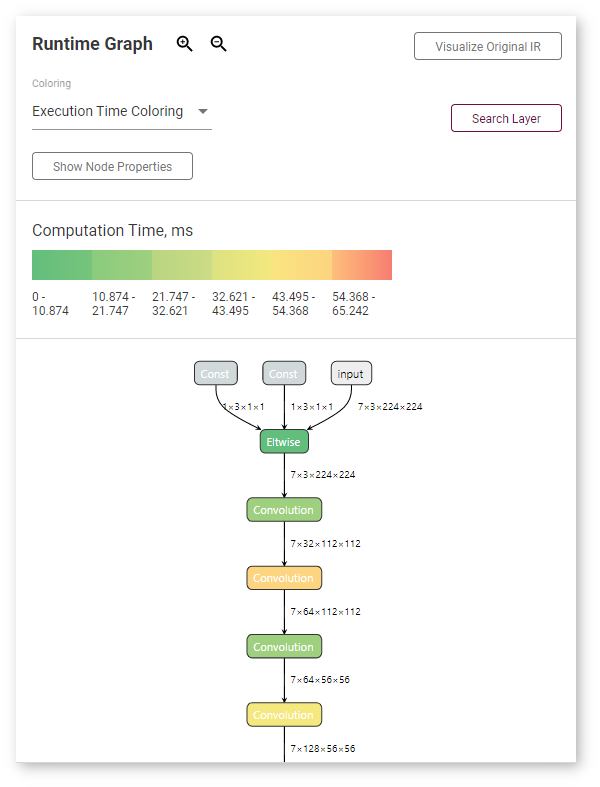 Runtime Graph
Visualize Original IR
Coloring
Execution Time Coloring
Search Layer
Show Node Properties
Computation Time, ms
0 - 10.874
10.874 - 21.747
21.747 - 32.621
32.621 - 43.495
43.495 - 54.368
54.368 - 65.242
Const
Const
input
1×3×1×1
1×3×1×1
7×3×224×224
Eltwise
7×3×224×224
Convolution
7×32×112×112
Convolution
7×64×112×112
Convolution
7×64×56×56
Convolution
7×128×56×56